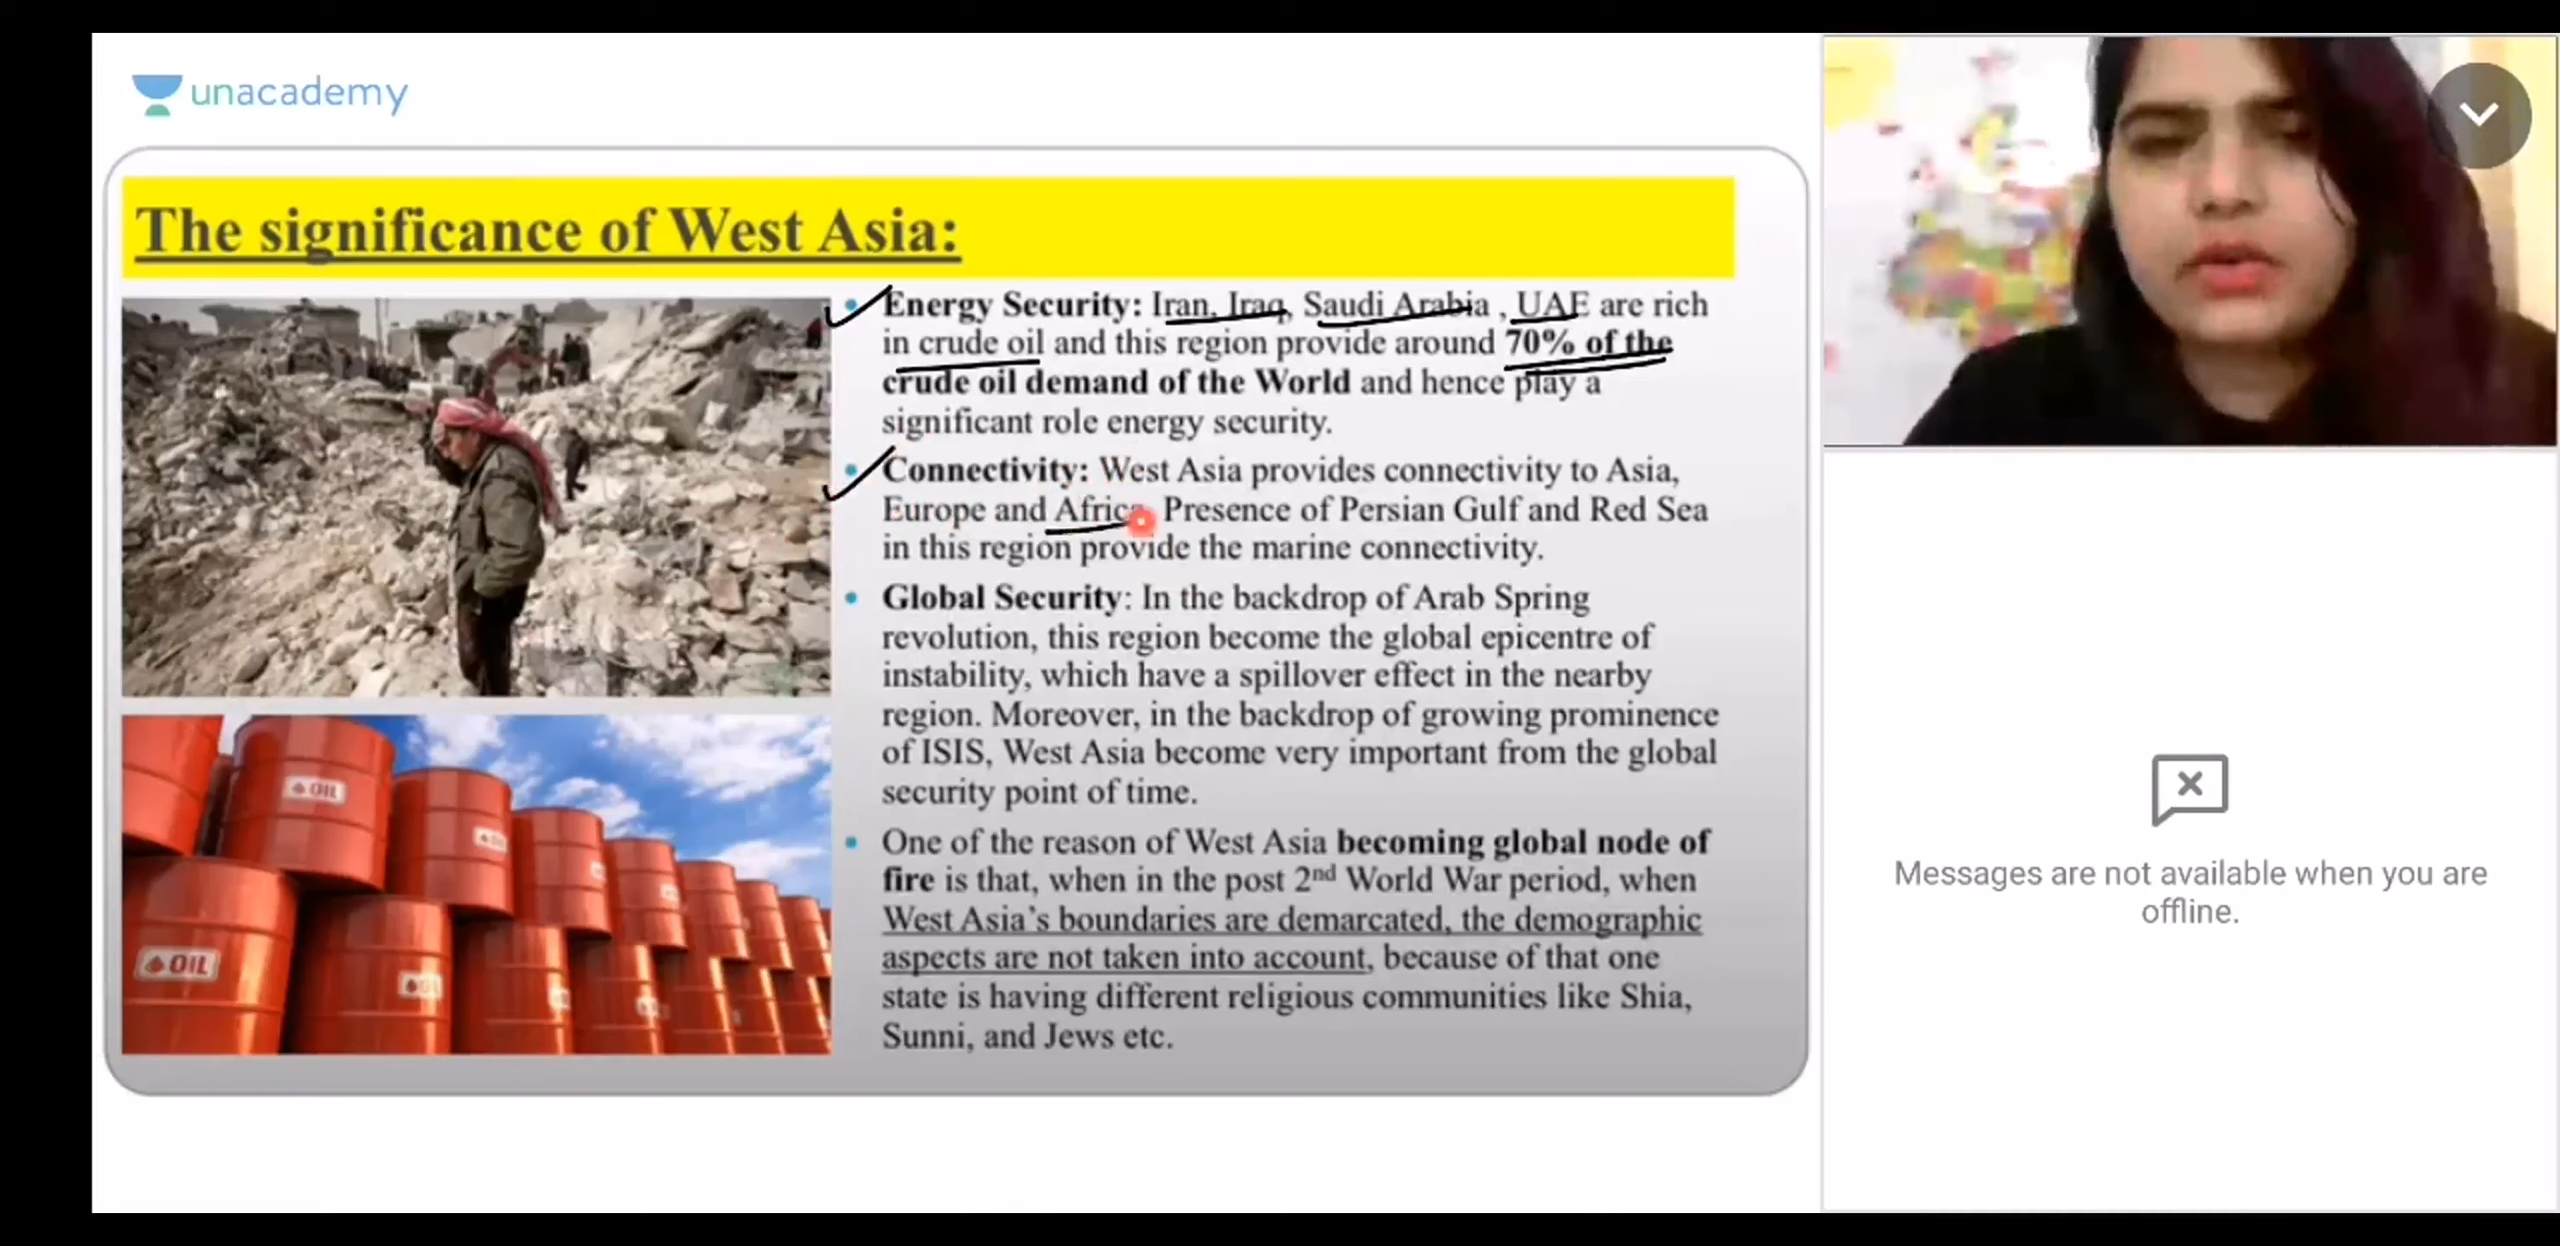 unacademy
The significance of West Asia:
• Energy Security: Iran, Iraq, Saudi Arabia , UAE are rich
in crude oil and this region provide around 70% of the
crude oil demand of the World and hence play a
significant role energy security.
• Connectivity: West Asia provides connectivity to Asia,
Europe and Africa Presence of Persian Gulf and Red Sea
in this region provide the marine connectivity.
• Global Security: In the backdrop of Arab Spring
revolution, this region become the global epicentre of
instability, which have a spillover effect in the nearby
region. Moreover, in the backdrop of growing prominence
of ISIS, West Asia become very important from the global
security point of time.
• One of the reason of West Asia becoming global node of
fire is that, when in the post 2nd World War period, when
West Asia's boundaries are demarcated, the demographic
aspects are not taken into account, because of that one
state is having different religious communities like Shia,
Sunni, and Jews etc.
OIL
OIL
OIL
OIL
Messages are not available when you are
offline.